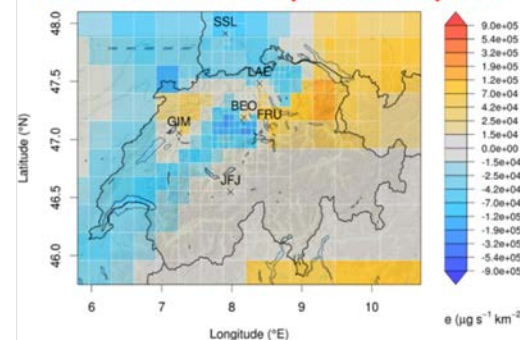 48.0
47.5
47.0
46.5
46.0
Latitude (°N)
SSL
LAE
BEO
FRU
GIM
JFJ
6
7
8
9
10
Longitude (°E)
9.0e+05
5.4e+05
3.2e+05
1.9e+05
1.2e+05
7.0e+04
4.2e+04
2.5e+04
1.5e+04
0.0e+00
-1.5e+04
-2.5e+04
-4.2e+04
-7.0e+04
-1.2e+05
-1.9e+05
-3.2e+05
-5.4e+05
-9.0e+05
e (µg s⁻¹ km⁻²